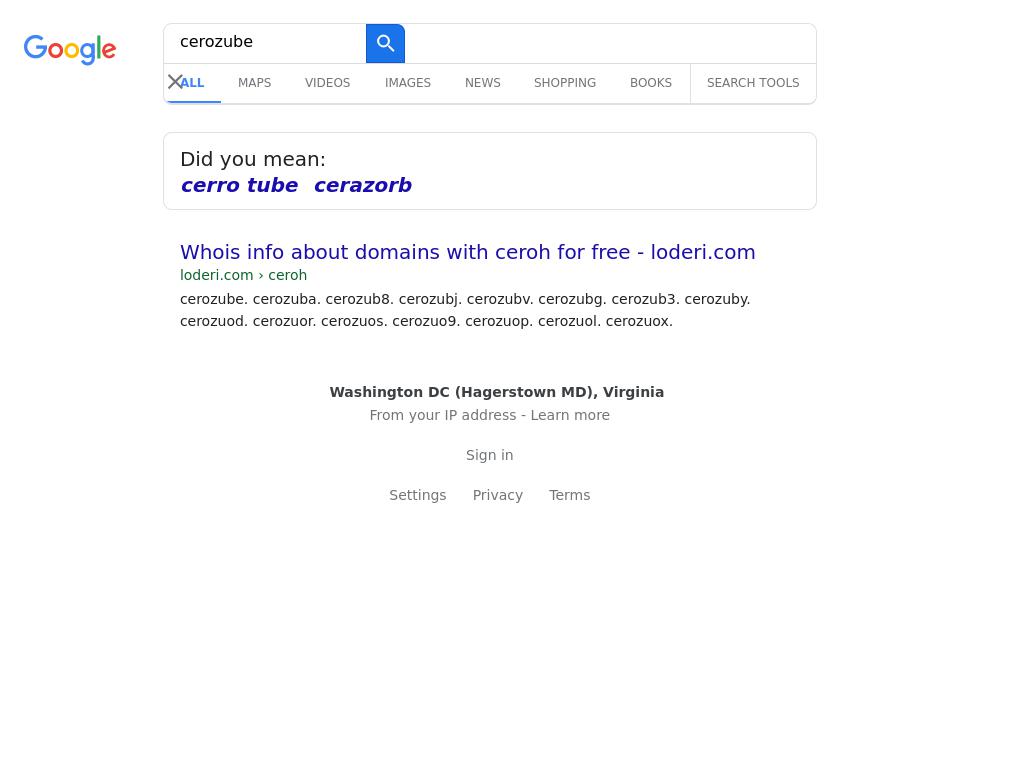 Google
cerozube
ALL MAPS VIDEOS IMAGES NEWS SHOPPING BOOKS SEARCH TOOLS
Did you mean:
cerro tube cerazorb
Whois info about domains with ceroh for free - loderi.com
loderi.com › ceroh
cerozube. cerozuba. cerozub8. cerozubj. cerozubv. cerozubg. cerozub3. cerozuby.
cerozuod. cerozuor. cerozuos. cerozuo9. cerozuop. cerozuol. cerozuox.
Washington DC (Hagerstown MD), Virginia
From your IP address - Learn more
Sign in
Settings Privacy Terms